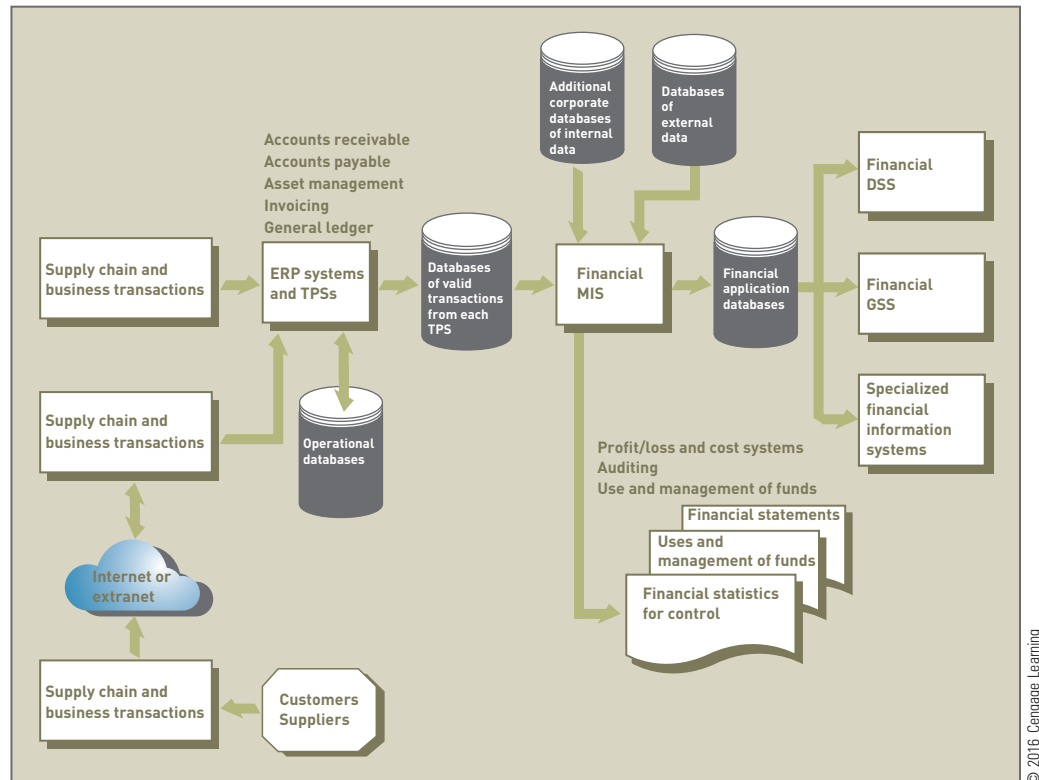 Additional
corporate
databases
of internal
data
Databases
of
external
data
Accounts receivable
Accounts payable
Asset management
Invoicing
General ledger
Supply chain and
business transactions
ERP systems
and TPSs
Databases
of valid
transactions
from each
TPS
Financial
MIS
Financial
application
databases
Financial
DSS
Financial
GSS
Specialized
financial
information
systems
Supply chain and
business transactions
Operational
databases
Profit/loss and cost systems
Auditing
Use and management of funds
Financial statements
Uses and
management of funds
Financial statistics
for control
Internet or
extranet
Supply chain and
business transactions
Customers
Suppliers
© 2016 Cengage Learning